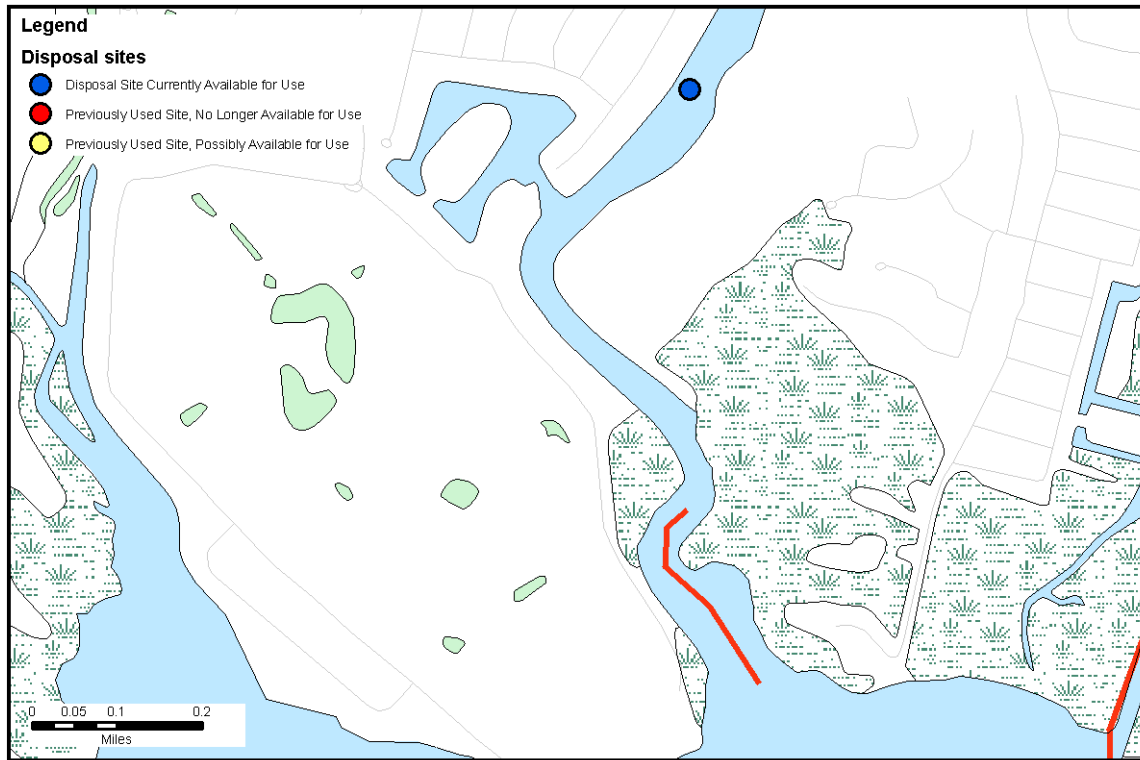 Legend
Disposal sites
Disposal Site Currently Available for Use
Previously Used Site, No Longer Available for Use
Previously Used Site, Possibly Available for Use
0 0.05 0.1 0.2
Miles